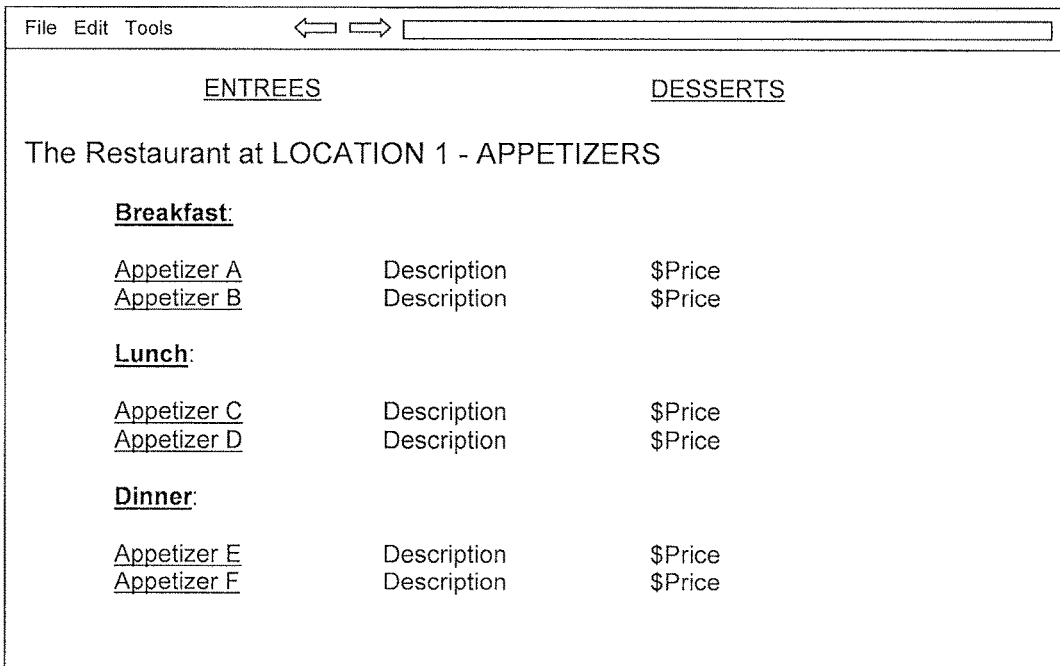 File Edit Tools
ENTREES DESSERTS
The Restaurant at LOCATION 1 - APPETIZERS
Breakfast:
Appetizer A Description $Price
Appetizer B Description $Price
Lunch:
Appetizer C Description $Price
Appetizer D Description $Price
Dinner:
Appetizer E Description $Price
Appetizer F Description $Price